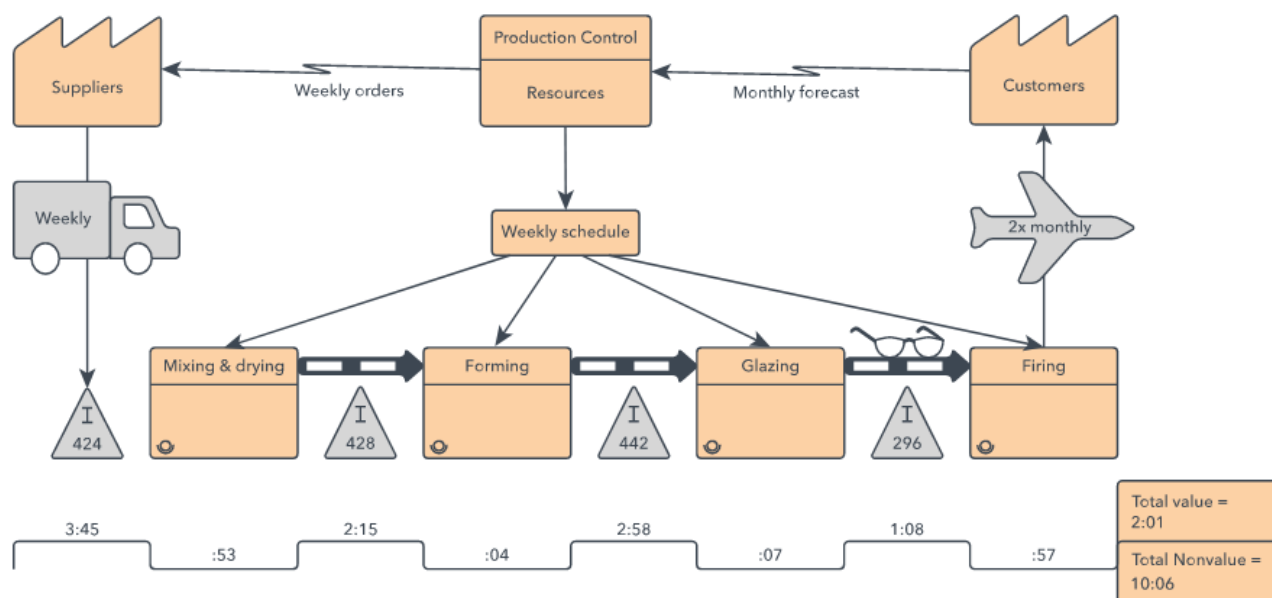 Production Control
Suppliers
Resources
Customers
Weekly orders
Monthly forecast
Weekly
Weekly schedule
2x monthly
Mixing & drying
Forming
Glazing
Firing
I
424
I
428
I
442
I
296
3:45
:53
2:15
:04
2:58
:07
1:08
:57
Total value =
2:01
Total Nonvalue =
10:06